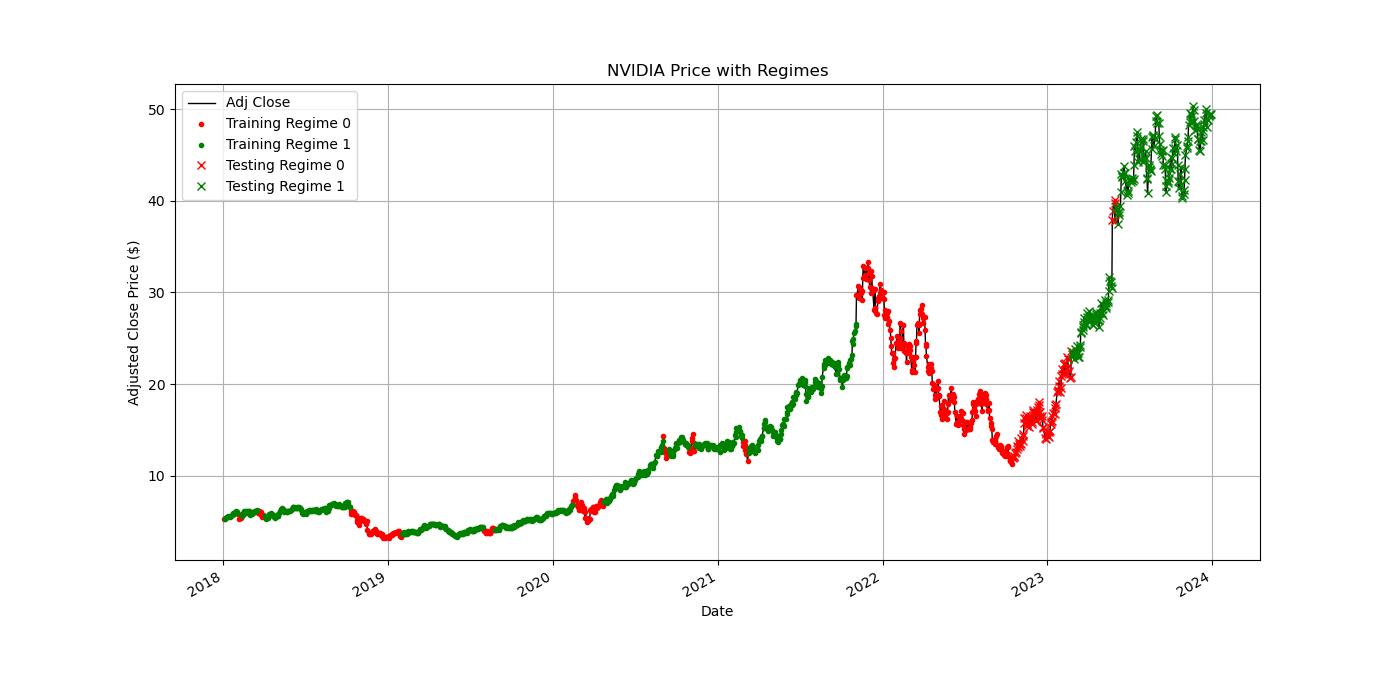 NVIDIA Price with Regimes
Adj Close
Training Regime 0
Training Regime 1
Testing Regime 0
Testing Regime 1
50
40
30
20
10
Adjusted Close Price ($)
2018
2019
2020
2021
2022
2023
2024
Date